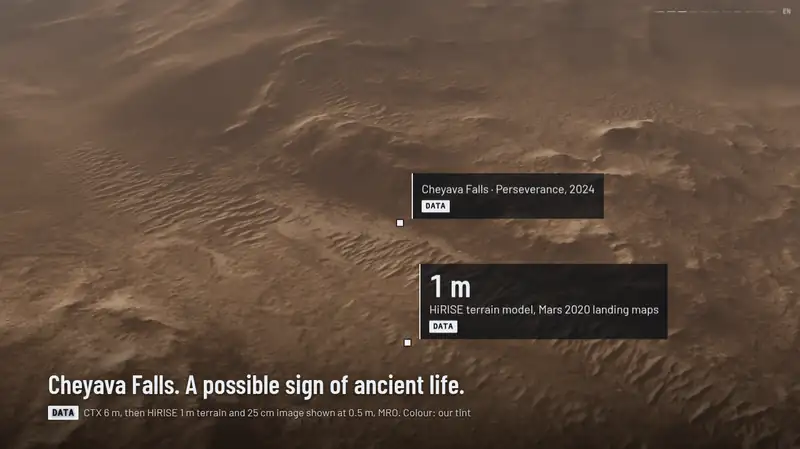 EN
Cheyava Falls · Perseverance, 2024
DATA
1 m
HiRISE terrain model, Mars 2020 landing maps
DATA
Cheyava Falls. A possible sign of ancient life.
DATA CTX 6 m, then HiRISE 1 m terrain and 25 cm image shown at 0.5 m, MRO. Colour: our tint